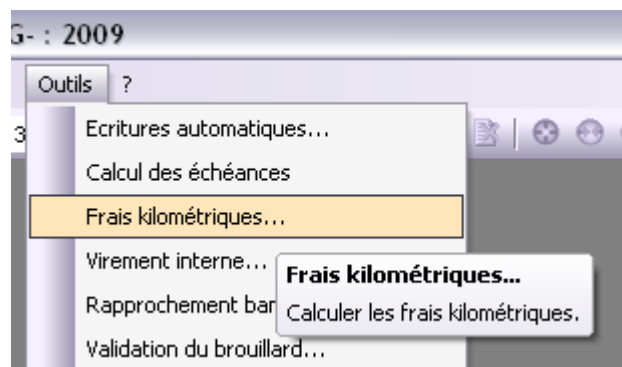 G- : 2009
Outils ?
3
Ecritures automatiques...
Calcul des échéances
Frais kilométriques...
Virement interne...
Frais kilométriques...
Calculer les frais kilométriques.
Rapprochement ban
Validation du brouillard...